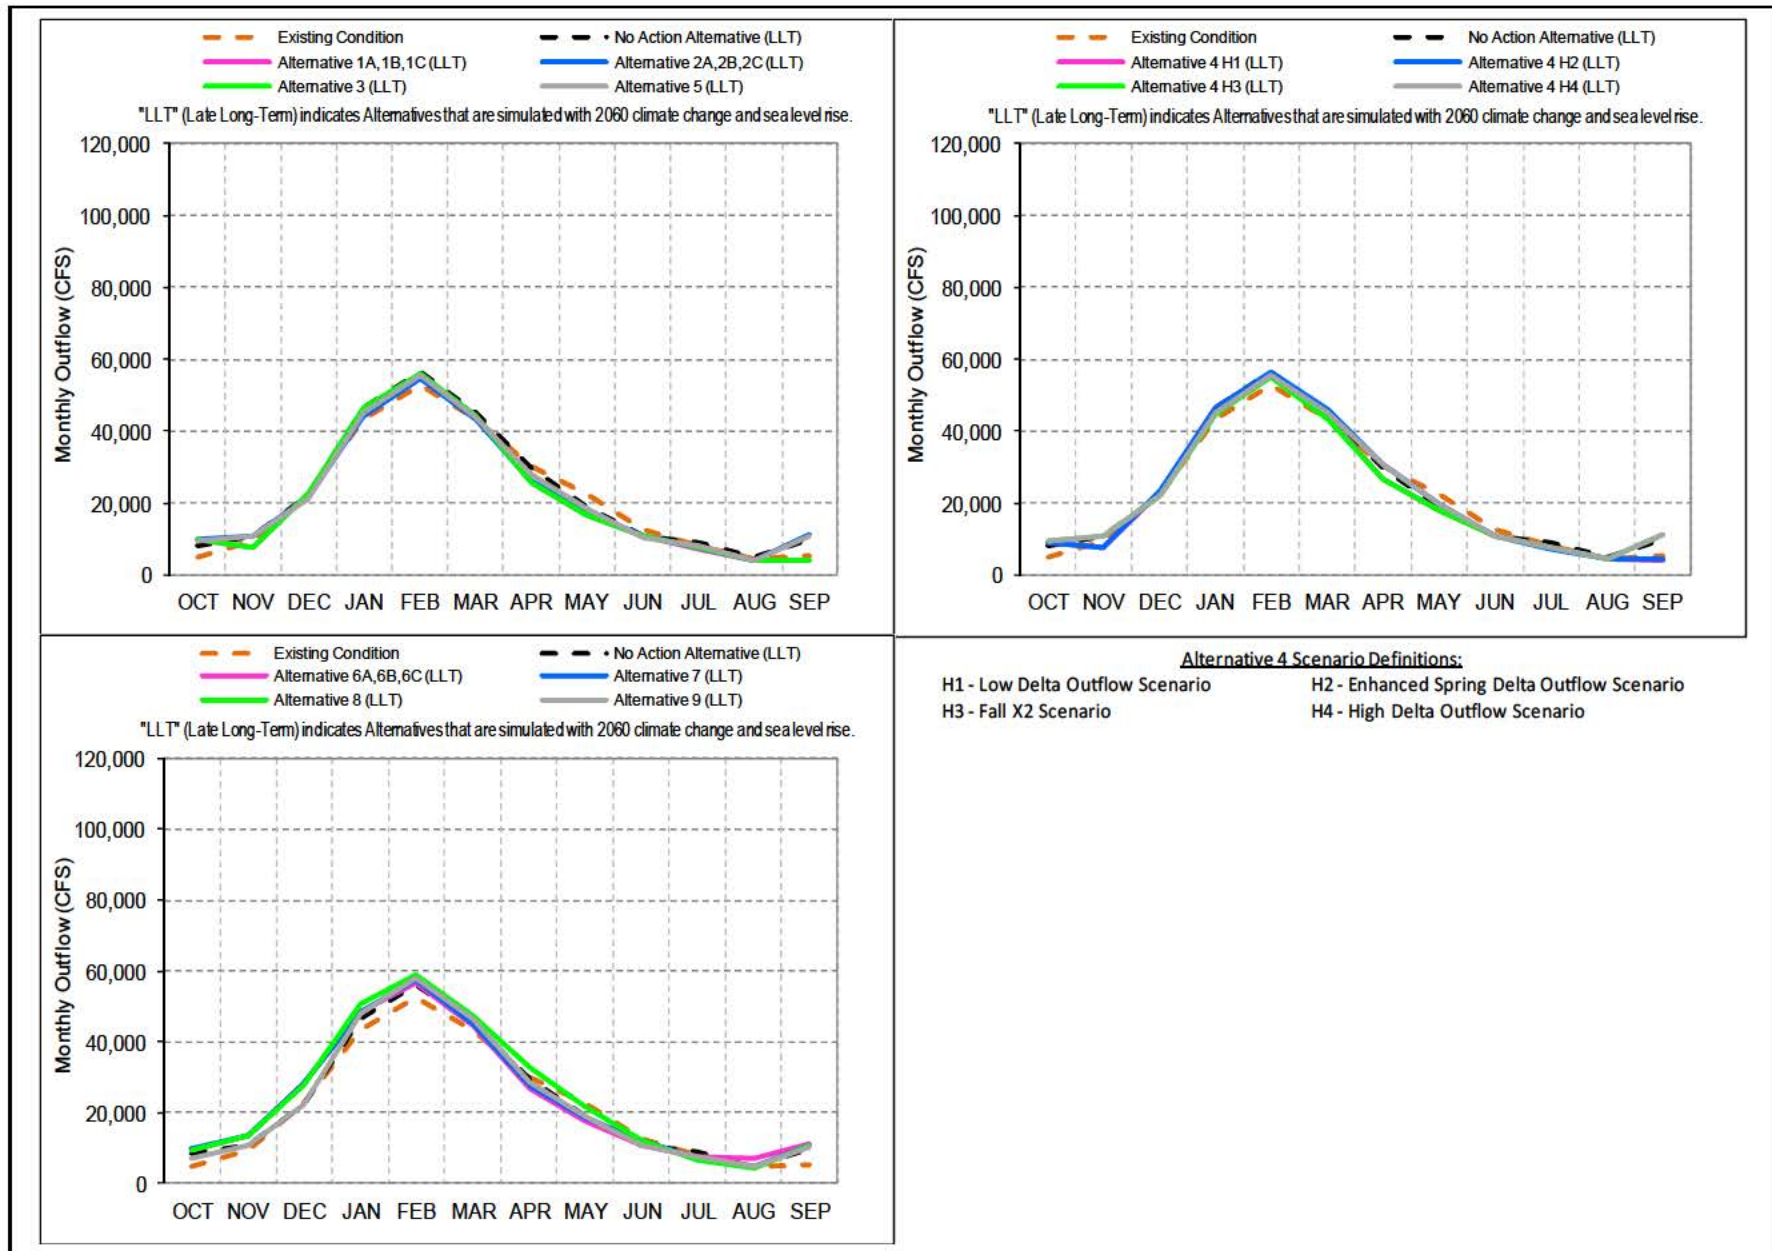 Existing Condition
No Action Alternative (LLT)
Alternative 1A,1B,1C (LLT)
Alternative 2A,2B,2C (LLT)
Alternative 3 (LLT)
Alternative 5 (LLT)
"LLT" (Late Long-Term) indicates Alternatives that are simulated with 2060 climate change and sea level rise.
Monthly Outflow (CFS)
120,000
100,000
80,000
60,000
40,000
20,000
0
OCT NOV DEC JAN FEB MAR APR MAY JUN JUL AUG SEP
Existing Condition
No Action Alternative (LLT)
Alternative 4 H1 (LLT)
Alternative 4 H2 (LLT)
Alternative 4 H3 (LLT)
Alternative 4 H4 (LLT)
"LLT" (Late Long-Term) indicates Alternatives that are simulated with 2060 climate change and sea level rise.
Monthly Outflow (CFS)
120,000
100,000
80,000
60,000
40,000
20,000
0
OCT NOV DEC JAN FEB MAR APR MAY JUN JUL AUG SEP
Existing Condition
No Action Alternative (LLT)
Alternative 6A,6B,6C (LLT)
Alternative 7 (LLT)
Alternative 8 (LLT)
Alternative 9 (LLT)
"LLT" (Late Long-Term) indicates Alternatives that are simulated with 2060 climate change and sea level rise.
Monthly Outflow (CFS)
120,000
100,000
80,000
60,000
40,000
20,000
0
OCT NOV DEC JAN FEB MAR APR MAY JUN JUL AUG SEP
Alternative 4 Scenario Definitions:
H1 - Low Delta Outflow Scenario
H2 - Enhanced Spring Delta Outflow Scenario
H3 - Fall X2 Scenario
H4 - High Delta Outflow Scenario